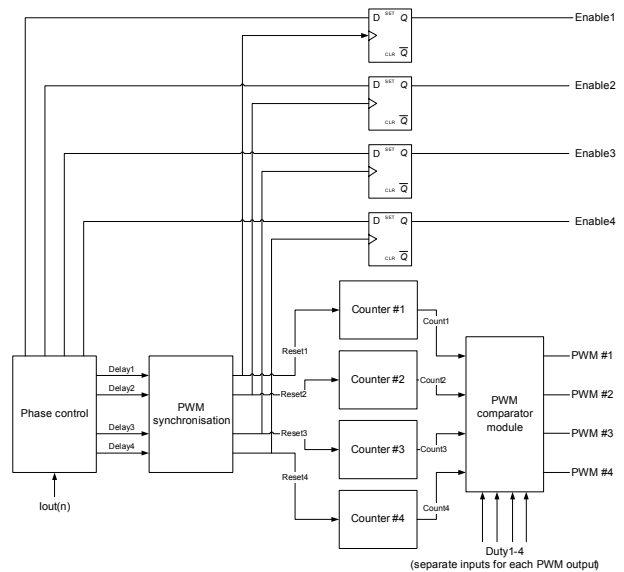 D SET Q
CLR Q
Enable1
D SET Q
CLR Q
Enable2
D SET Q
CLR Q
Enable3
D SET Q
CLR Q
Enable4
Phase control
Iout(n)
Delay1
Delay2
Delay3
Delay4
PWM
synchronisation
Reset1
Reset2
Reset3
Reset4
Counter #1
Counter #2
Counter #3
Counter #4
Count1
Count2
Count3
Count4
PWM
comparator
module
PWM #1
PWM #2
PWM #3
PWM #4
Duty1-4
(separate inputs for each PWM output)